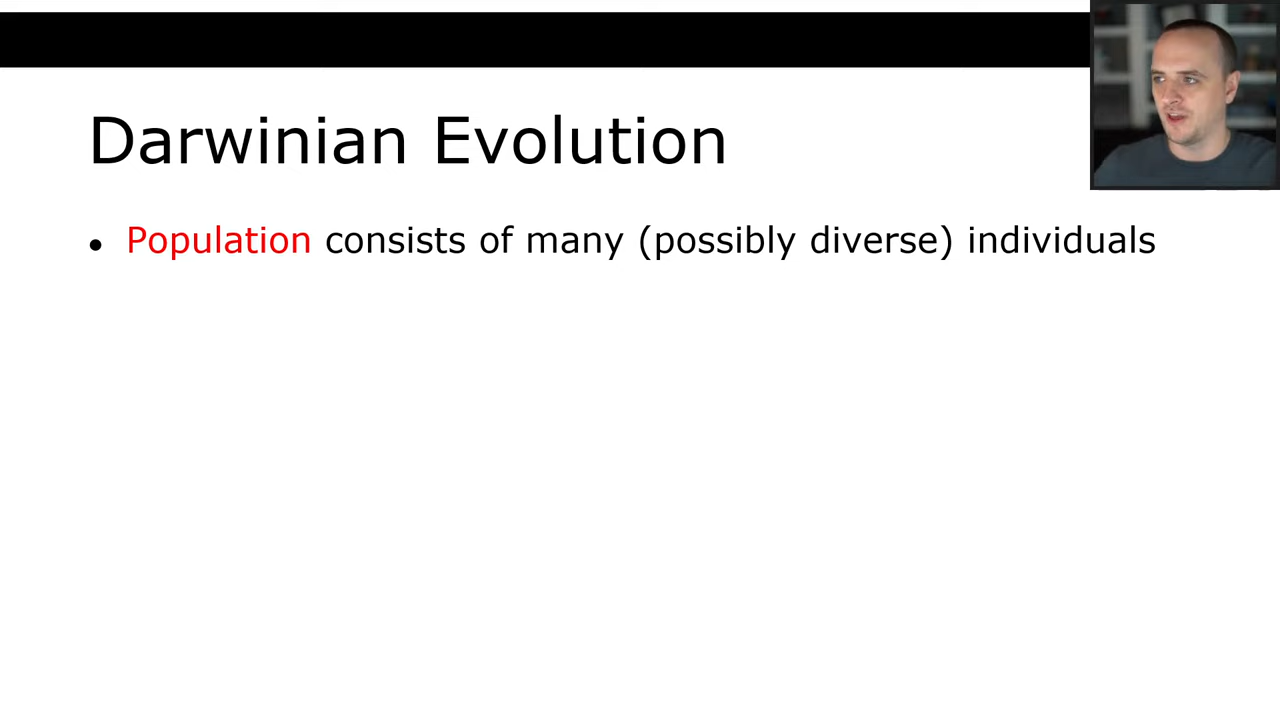 Darwinian Evolution
• Population consists of many (possibly diverse) individuals